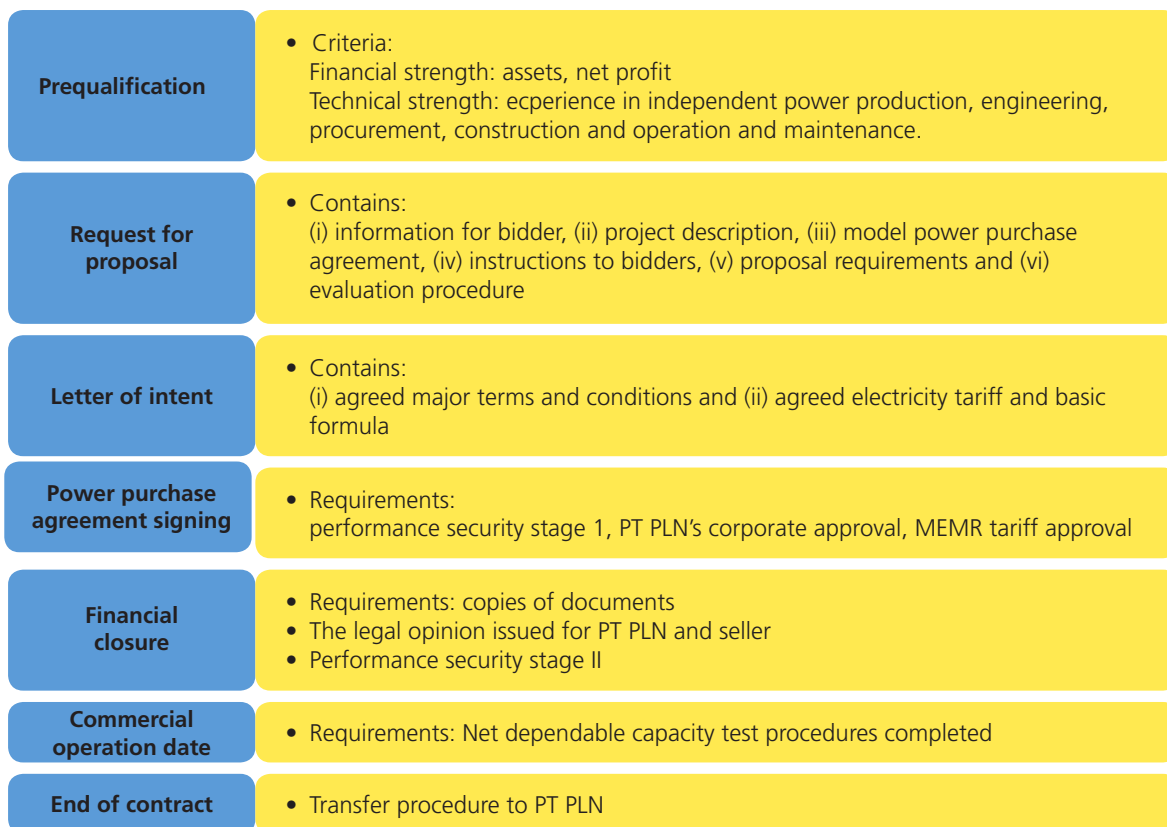 Prequalification
• Criteria:
Financial strength: assets, net profit
Technical strength: ecperience in independent power production, engineering,
procurement, construction and operation and maintenance.
Request for
proposal
• Contains:
(i) information for bidder, (ii) project description, (iii) model power purchase
agreement, (iv) instructions to bidders, (v) proposal requirements and (vi)
evaluation procedure
Letter of intent
• Contains:
(i) agreed major terms and conditions and (ii) agreed electricity tariff and basic
formula
Power purchase
agreement signing
• Requirements:
performance security stage 1, PT PLN's corporate approval, MEMR tariff approval
Financial
closure
• Requirements: copies of documents
• The legal opinion issued for PT PLN and seller
• Performance security stage II
Commercial
operation date
• Requirements: Net dependable capacity test procedures completed
End of contract
• Transfer procedure to PT PLN